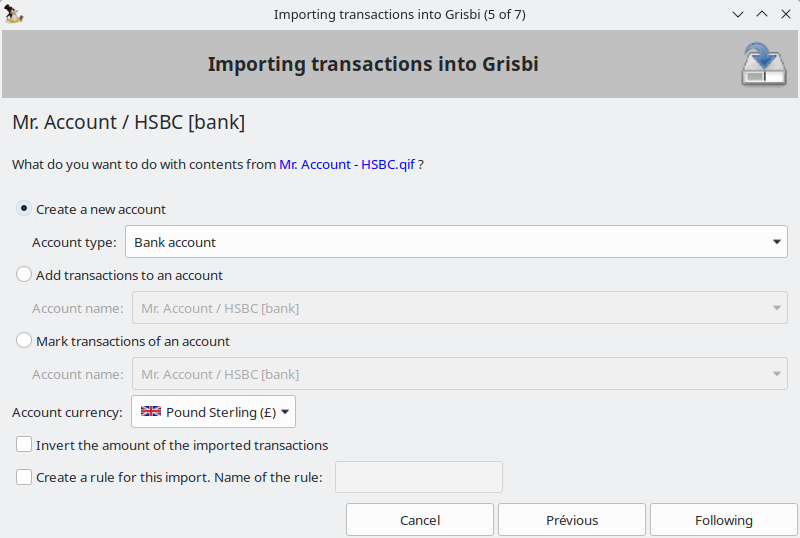 Importing transactions into Grisbi (5 of 7)
Importing transactions into Grisbi
Mr. Account / HSBC [bank]
What do you want to do with contents from Mr. Account - HSBC.qif ?
Create a new account
Account type: Bank account
Add transactions to an account
Account name: Mr. Account / HSBC [bank]
Mark transactions of an account
Account name: Mr. Account / HSBC [bank]
Account currency: Pound Sterling (£)
Invert the amount of the imported transactions
Create a rule for this import. Name of the rule:
Cancel Prévious Following